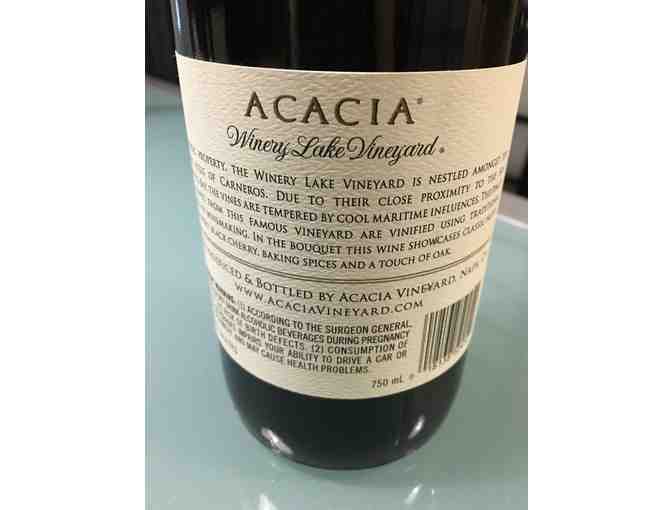 ACACIA®
Winery Lake Vineyard®
PROPERTY, THE WINERY LAKE VINEYARD IS NESTLED AMONGST
OF CARNEROS. DUE TO THEIR CLOSE PROXIMITY TO THE
THE VINES ARE TEMPERED BY COOL MARITIME INFLUENCES.
FROM THIS FAMOUS VINEYARD ARE VINIFIED USING
WINEMAKING. IN THE BOUQUET THIS WINE SHOWCASES
BLACK CHERRY, BAKING SPICES AND A TOUCH OF OAK.
& BOTTLED BY ACACIA VINEYARD, NAPA,
WWW.ACACIAVINEYARD.COM
(1) ACCORDING TO THE SURGEON GENERAL,
ALCOHOLIC BEVERAGES DURING PREGNANCY
BIRTH DEFECTS. (2) CONSUMPTION OF
IMPAIRS YOUR ABILITY TO DRIVE A CAR OR
AND MAY CAUSE HEALTH PROBLEMS.
750 mL